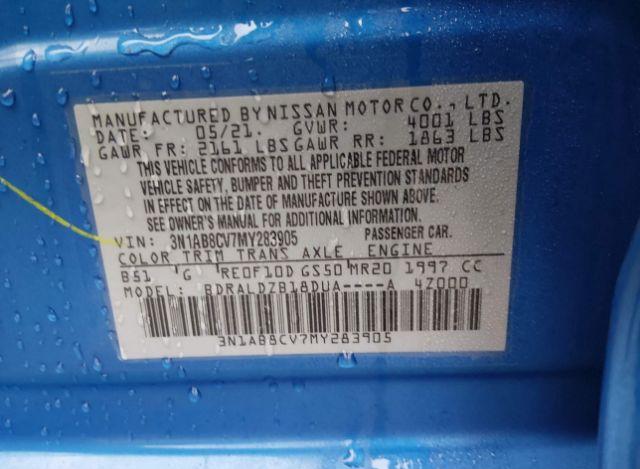 MANUFACTURED BY NISSAN MOTOR CO., LTD.
DATE: 05/21. GVWR: 4001 LBS
GAWR FR: 2161 LBS GAWR RR: 1863 LBS
THIS VEHICLE CONFORMS TO ALL APPLICABLE FEDERAL MOTOR
VEHICLE SAFETY, BUMPER AND THEFT PREVENTION STANDARDS
IN EFFECT ON THE DATE OF MANUFACTURE SHOWN ABOVE.
SEE OWNER'S MANUAL FOR ADDITIONAL INFORMATION.
VIN: 3N1AB8CV7MY283905 PASSENGER CAR.
COLOR TRIM TRANS AXLE ENGINE
B51 G RE0F10D GS50 MR20 1997 CC
MODEL: BDRALDZB18DUA----A 4Z000
3N1AB8CV7MY283905